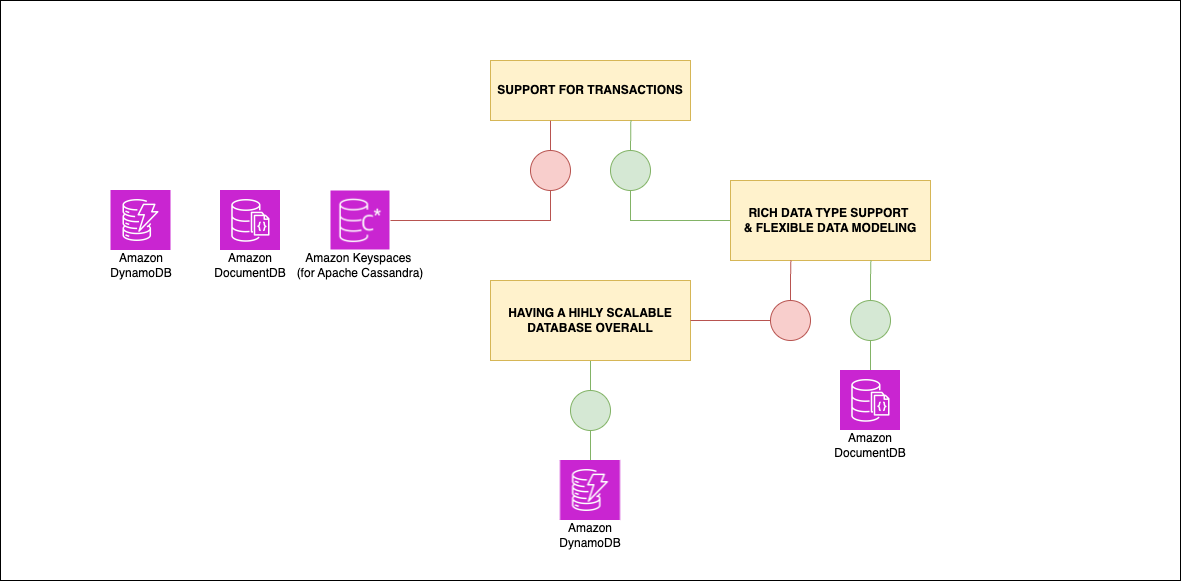 SUPPORT FOR TRANSACTIONS
RICH DATA TYPE SUPPORT
& FLEXIBLE DATA MODELING
Amazon
DynamoDB
Amazon
DocumentDB
Amazon Keyspaces
(for Apache Cassandra)
HAVING A HIHLY SCALABLE
DATABASE OVERALL
Amazon
DocumentDB
Amazon
DynamoDB